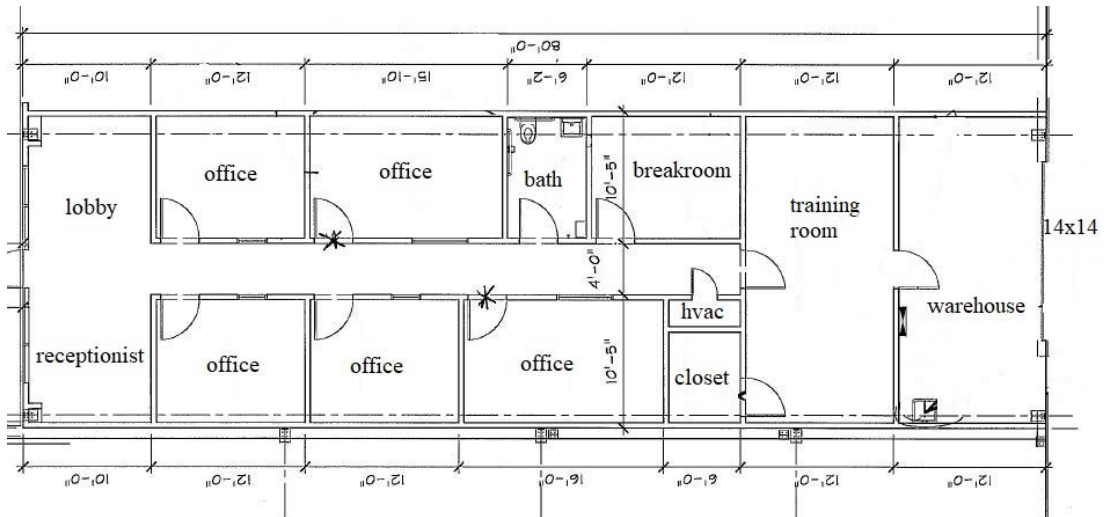 80'-0"
10'-0" 12'-0" 15'-10" 6'-2" 12'-0" 12'-0" 12'-0"
office office bath 10'-5" breakroom
lobby training
room
14x14
4'-0"
hvac warehouse
receptionist office office office 10'-5" closet
10'-0" 12'-0" 12'-0" 16'-0" 6'-0" 12'-0" 12'-0"